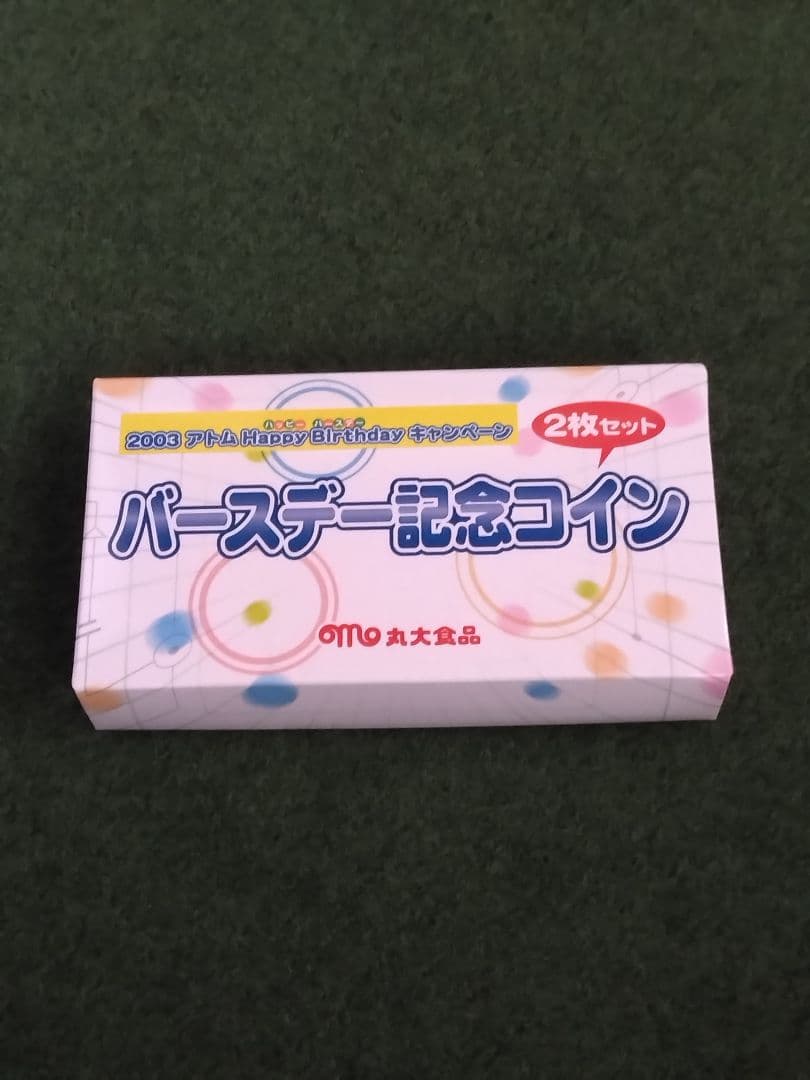 ハッピー バースデー
2003 アトム Happy Birthday キャンペーン
2枚セット
バースデー記念コイン
丸大食品